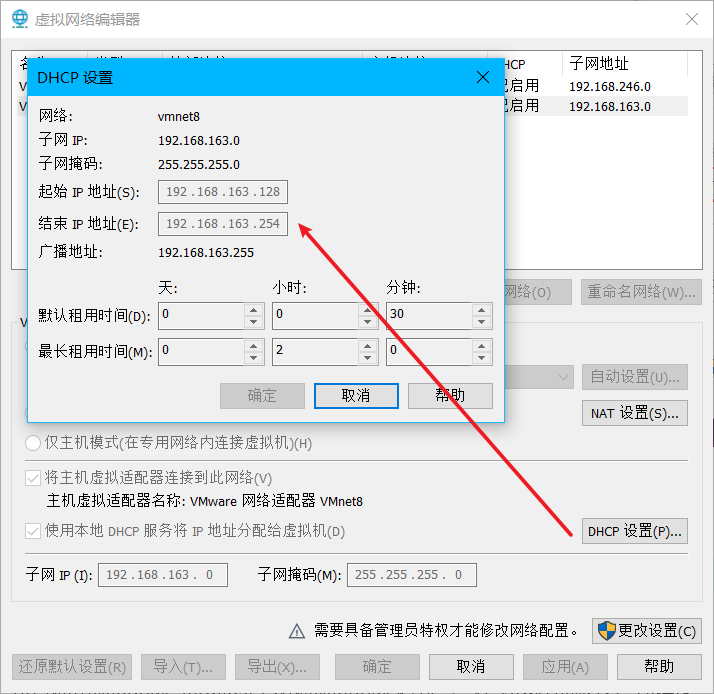 虚拟网络编辑器
子网地址
已启用 192.168.246.0
已启用 192.168.163.0
DHCP 设置
网络: vmnet8
子网 IP: 192.168.163.0
子网掩码: 255.255.255.0
起始 IP 地址(S): 192 .168 .163 .128
结束 IP 地址(E): 192 .168 .163 .254
广播地址: 192.168.163.255
天: 小时: 分钟:
默认租用时间(D): 0 0 30
最长租用时间(M): 0 2 0
确定 取消 帮助
网络(O) 重命名网络(W)...
自动设置(U)...
NAT 设置(S)...
仅主机模式(在专用网络内连接虚拟机)(H)
将主机虚拟适配器连接到此网络(V)
主机虚拟适配器名称: VMware 网络适配器 VMnet8
使用本地 DHCP 服务将 IP 地址分配给虚拟机(D) DHCP 设置(P)...
子网 IP (I): 192 .168 .163 . 0 子网掩码(M): 255 .255 .255 . 0
需要具备管理员特权才能修改网络配置。 更改设置(C)
还原默认设置(R) 导入(T)... 导出(X)... 确定 取消 应用(A) 帮助